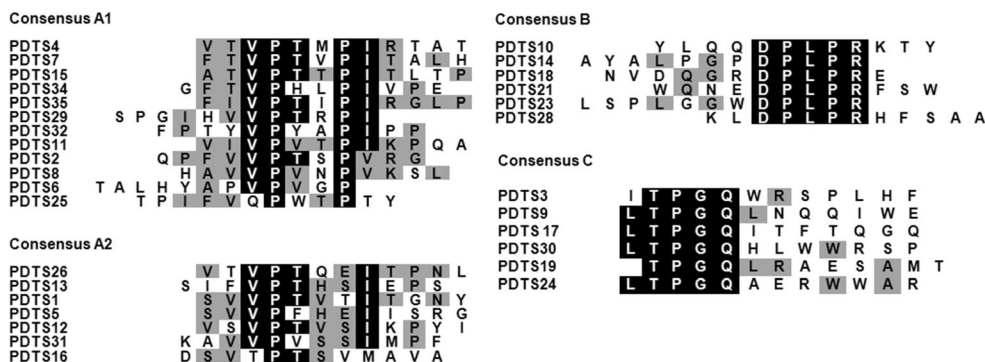 Consensus A1
PDTS4 V T V P T M P I R T A T
PDTS7 F T V P T V P I T A L H
PDTS15 A T V P T T P I T L T P
PDTS34 G F T V P H L P I V P E
PDTS35 F I V P T I P I R G L P
PDTS29 S P G I H V V P T R P I
PDTS32 F P T Y V P Y A P I P P
PDTS11 V I V P V T P I K P Q A
PDTS2 Q P F V V P T S P V R G
PDTS8 H A V V P V N P V K S L
PDTS6 T A L H Y A P V P V G P
PDTS25 T P I F V Q P W T P T Y
Consensus A2
PDTS26 V T V P T Q E I T P N L
PDTS13 S I F V P T H S I E P S
PDTS1 S V V P T V T I T G N Y
PDTS5 S V V P F H E I I S R G
PDTS12 V S V P T V S I K P Y I
PDTS31 K A V V P V S S I M P F
PDTS16 D S V T P T S V M A V A
Consensus B
PDTS10 Y L Q Q D P L P R K T Y
PDTS14 A Y A L P G P D P L P R
PDTS18 N V D Q G R D P L P R E
PDTS21 W Q N E D P L P R F S W
PDTS23 L S P L G G W D P L P R
PDTS28 K L D P L P R H F S A A
Consensus C
PDTS3 I T P G Q W R S P L H F
PDTS9 L T P G Q L N Q Q I W E
PDTS 17 L T P G Q I T F T Q G Q
PDTS30 L T P G Q H L W W R S P
PDTS19 T P G Q L R A E S A M T
PDTS24 L T P G Q A E R W W A R